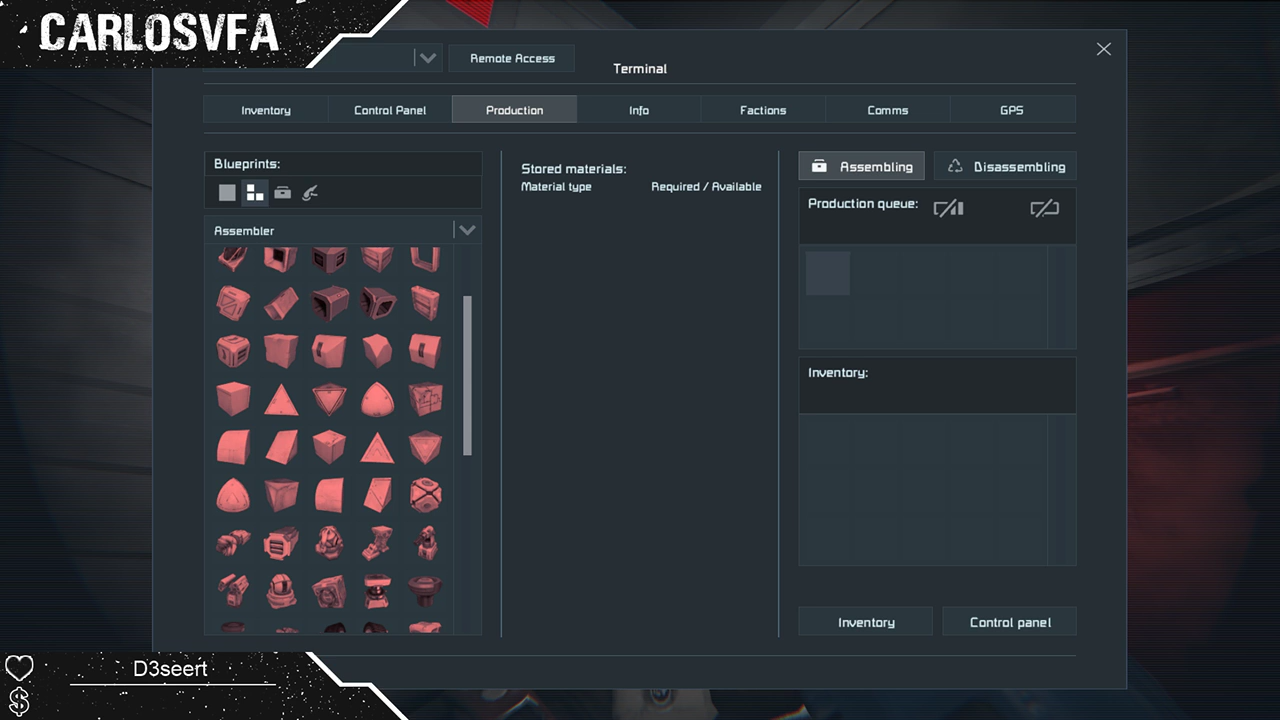 CARLOSVFA
Remote Access
Terminal
Inventory
Control Panel
Production
Info
Factions
Comms
GPS
Blueprints:
Assembler
Stored materials:
Material type
Required / Available
Assembling
Disassembling
Production queue:
Inventory:
Inventory
Control panel
D3seert